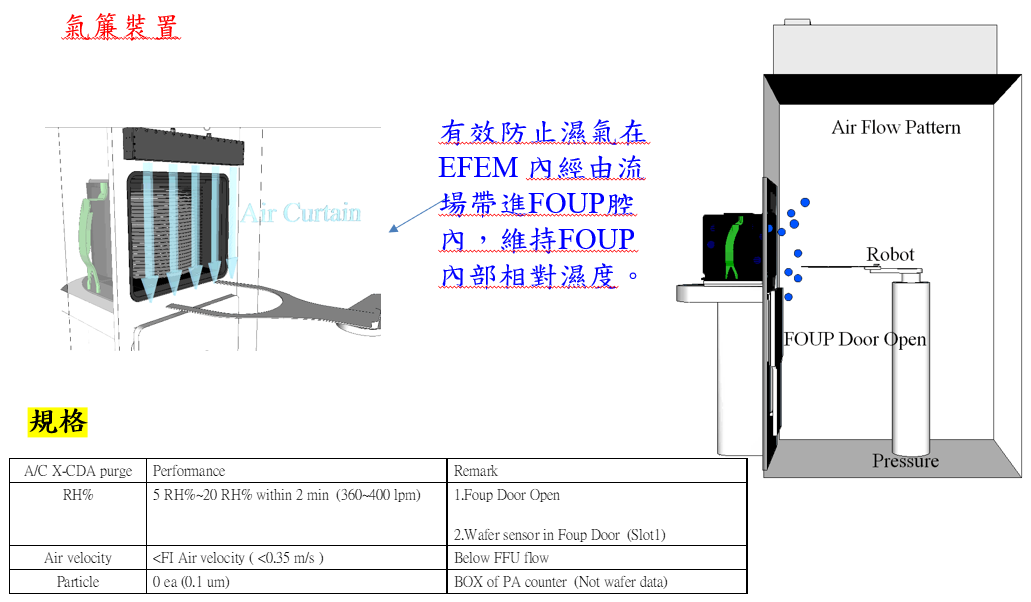 氣簾裝置
Air Curtain
有效防止濕氣在
EFEM 內經由流
場帶進FOUP腔
內，維持FOUP
內部相對濕度。
Air Flow Pattern
Robot
FOUP Door Open
Pressure
規格
A/C X-CDA purge Performance Remark
RH% 5 RH%~20 RH% within 2 min (360~400 lpm) 1.Foup Door Open
2.Wafer sensor in Foup Door (Slot1)
Air velocity <FI Air velocity ( <0.35 m/s ) Below FFU flow
Particle 0 ea (0.1 um) BOX of PA counter (Not wafer data)